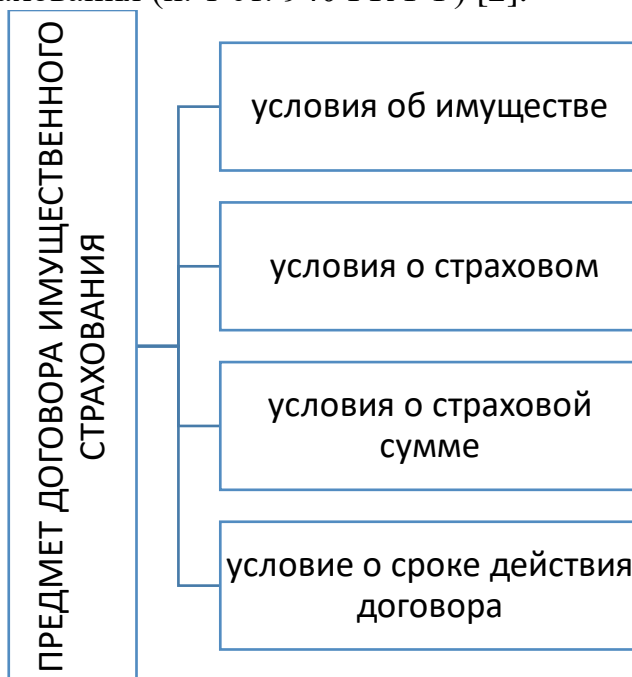 ПРЕДМЕТ ДОГОВОРА ИМУЩЕСТВЕННОГО
СТРАХОВАНИЯ
условия об имуществе
условия о страховом
условия о страховой
сумме
условие о сроке действия
договора